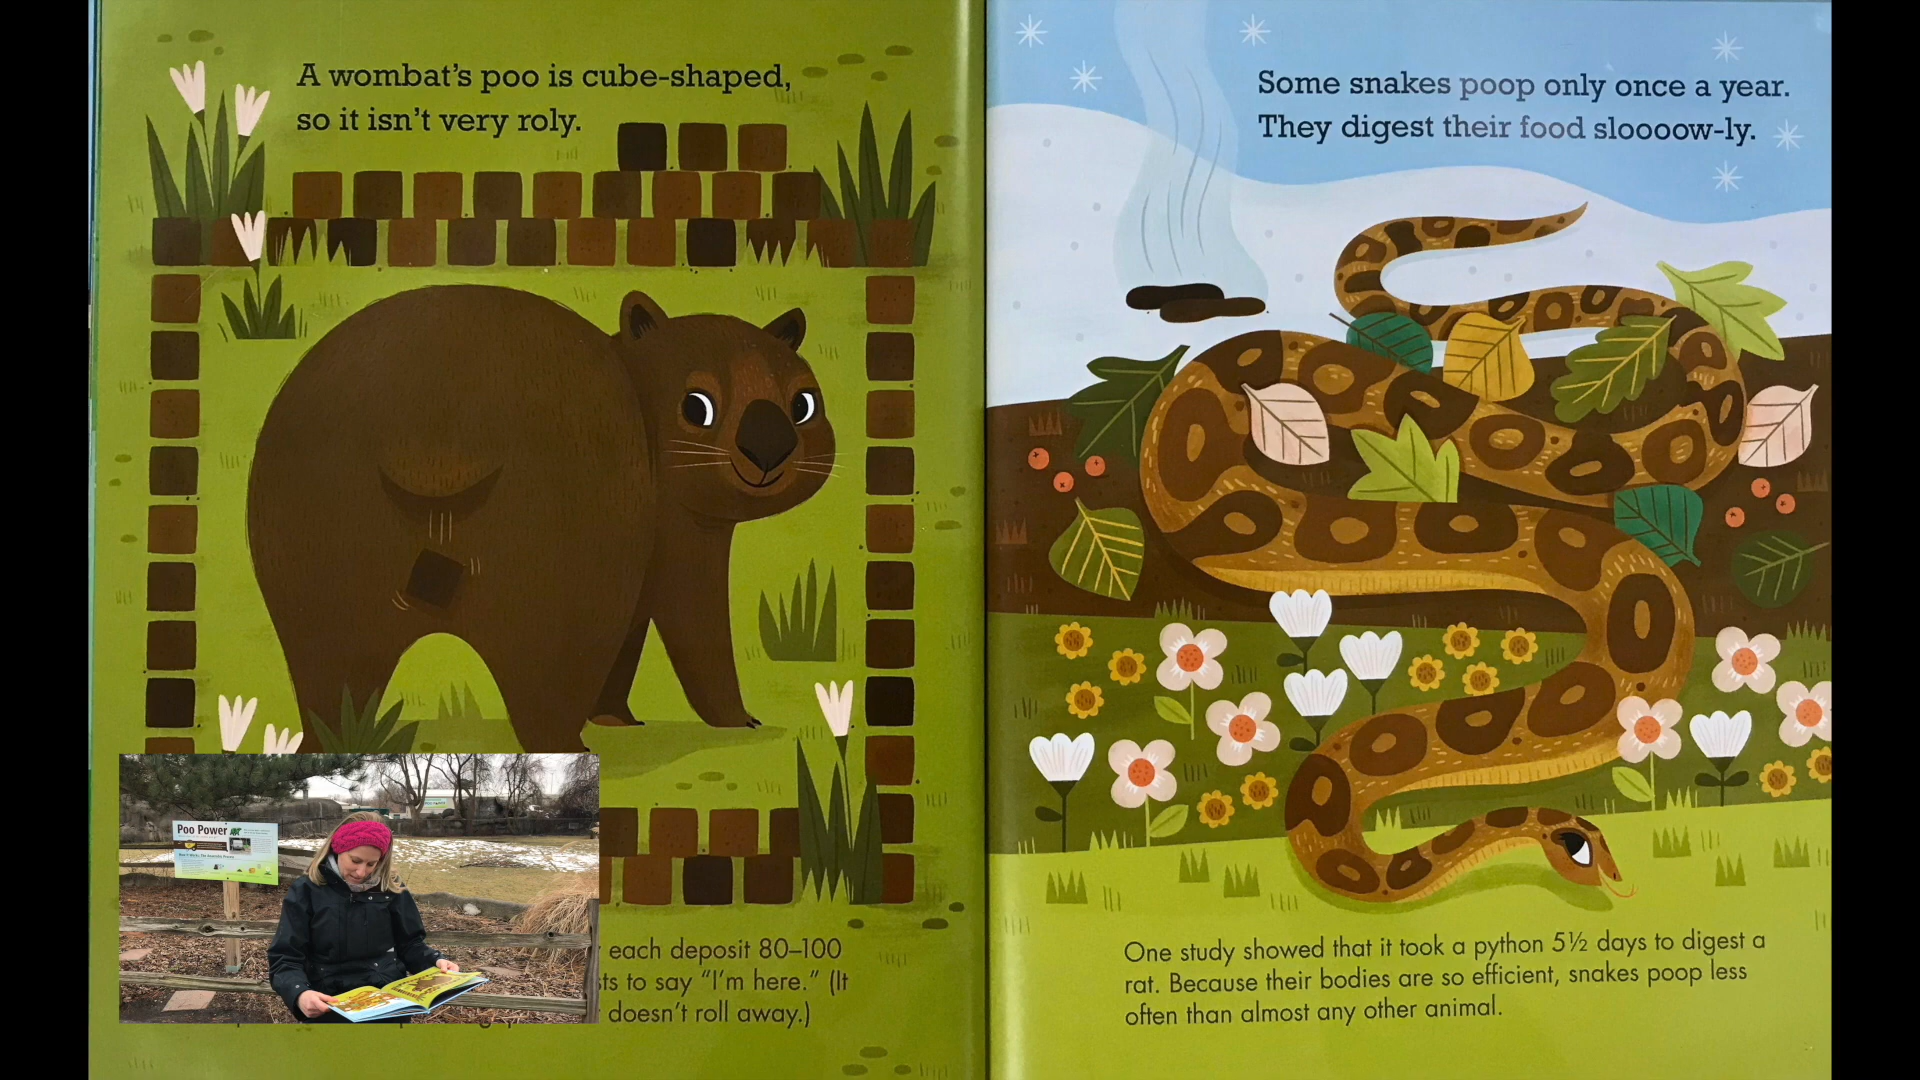 A wombat's poo is cube-shaped,
so it isn't very roly.
each deposit 80–100
ts to say “I'm here.” (It
doesn't roll away.)
Some snakes poop only once a year.
They digest their food sloooow-ly.
One study showed that it took a python 5½ days to digest a
rat. Because their bodies are so efficient, snakes poop less
often than almost any other animal.
Poo Power